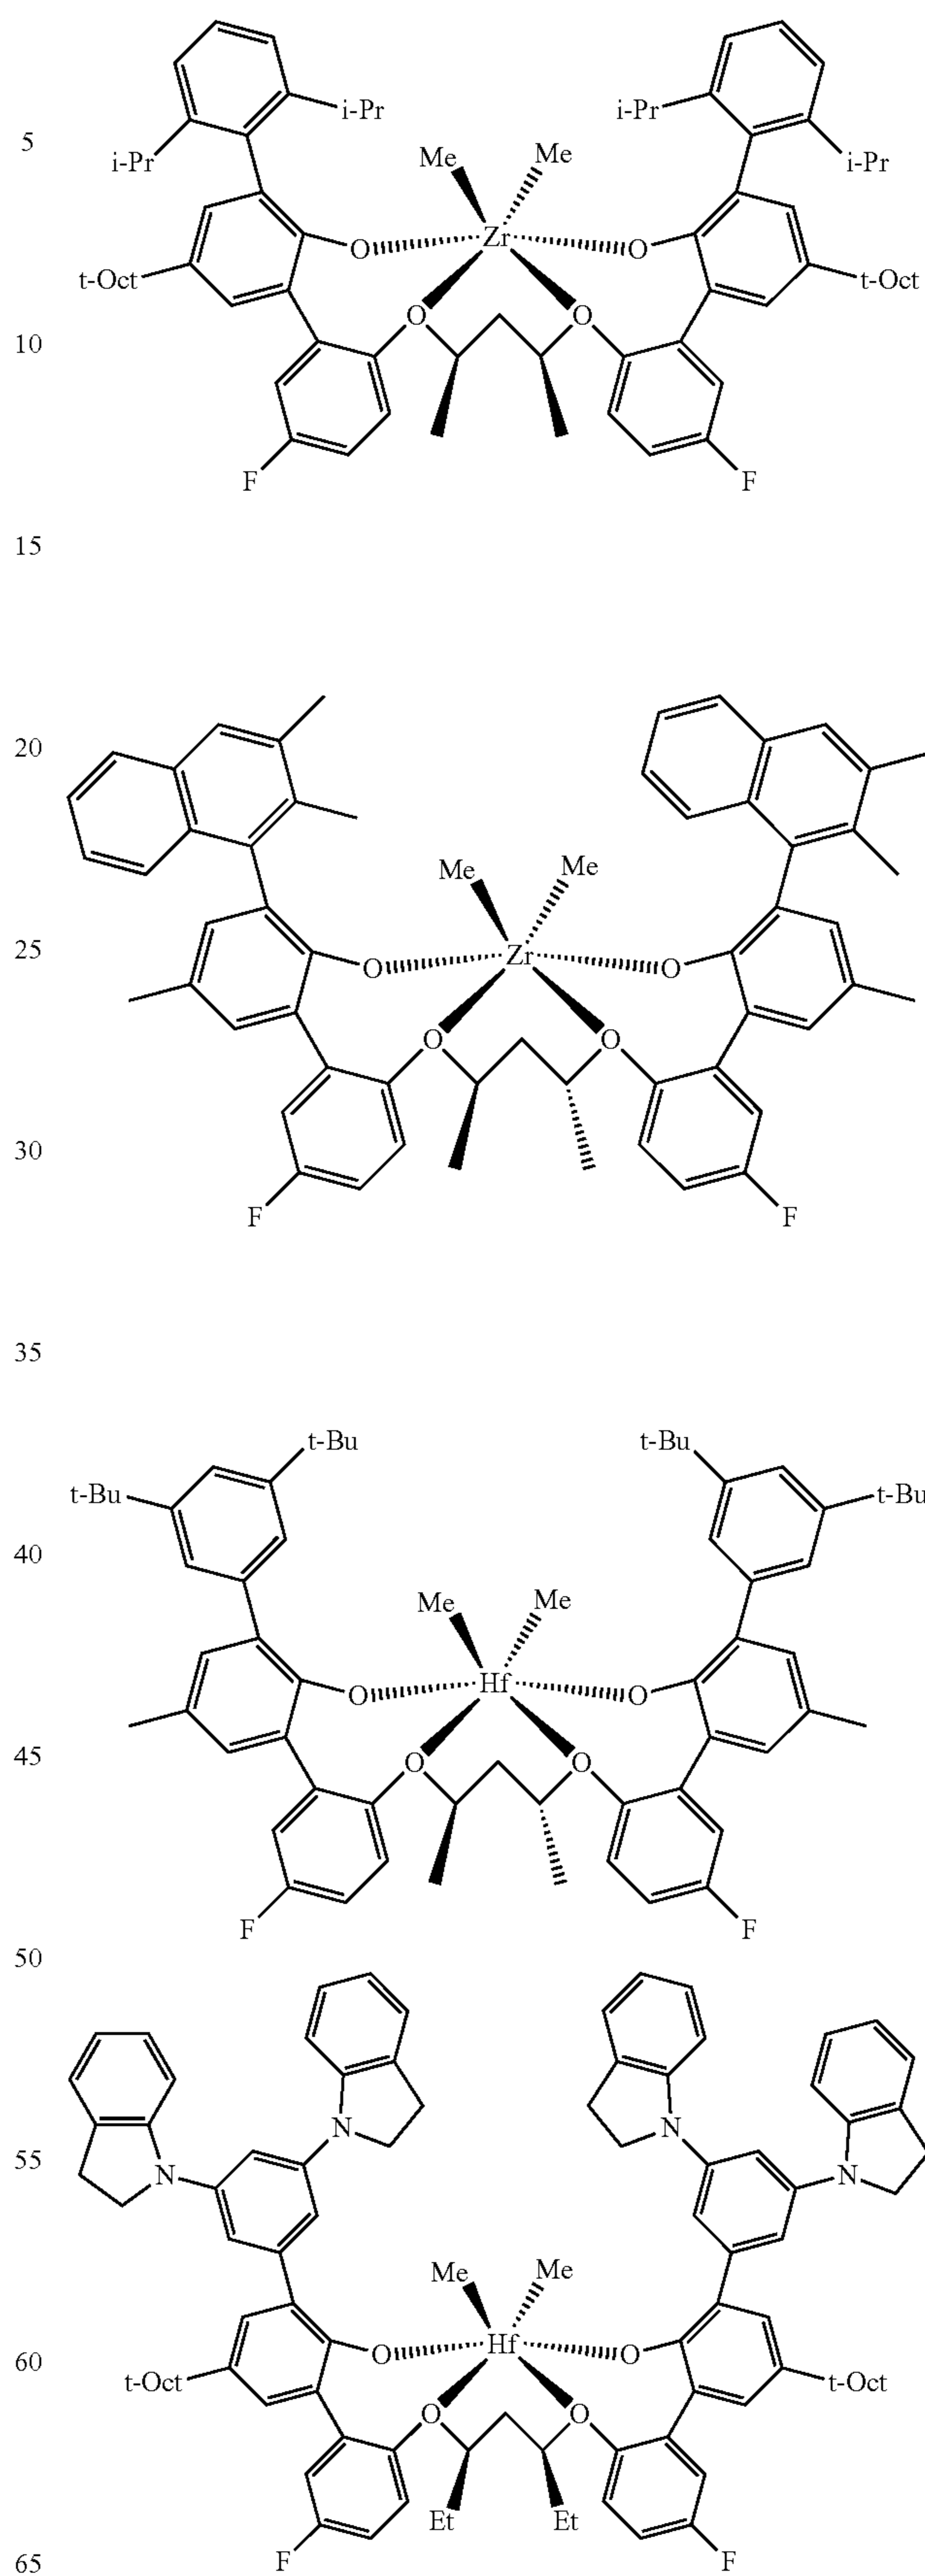 i-Pr i-Pr
5
i-Pr Me Me i-Pr
Zr
O O
t-Oct t-Oct
O O
10
F F
15
20
Me Me
25
Zr
O O
O O
30
F F
35
t-Bu t-Bu
t-Bu t-Bu
40
Me Me
Hf
O O
45
O O
F F
50
N N
55
N N
Me Me
Hf
60
O O
t-Oct t-Oct
O O
Et Et
F F
65